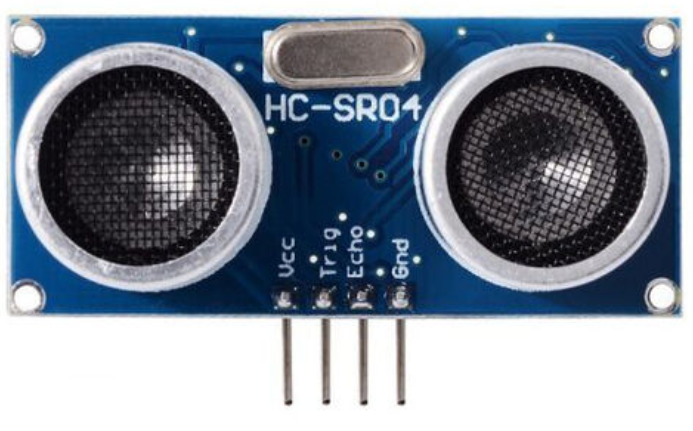 HC-SR04
Vcc
Trig
Echo
Gnd